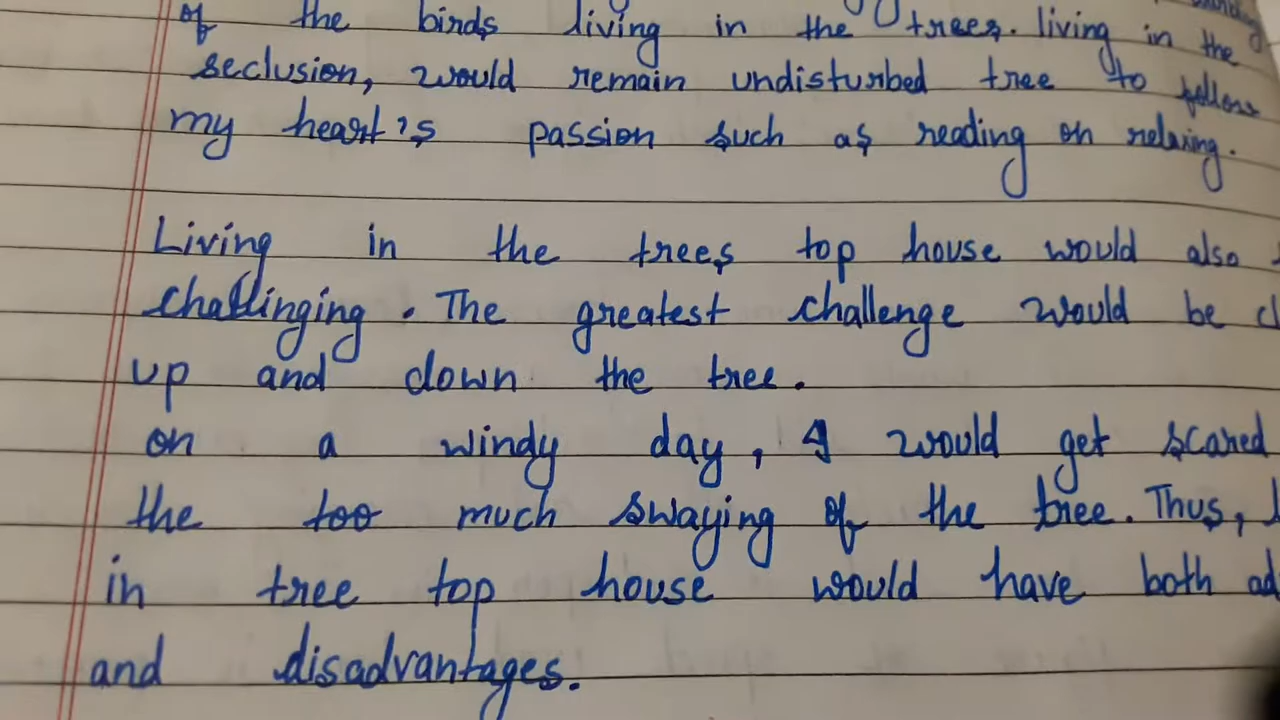 of the birds living in the trees. living in the
seclusion, would remain undisturbed tree to follow
my heart's passion such as reading or relaxing.
Living in the trees top house would also
challinging. The greatest challenge would be
up and down the tree.
on a windy day, I would get scared
the too much swaying of the tree. Thus,
in tree top house would have both ad
and disadvantages.